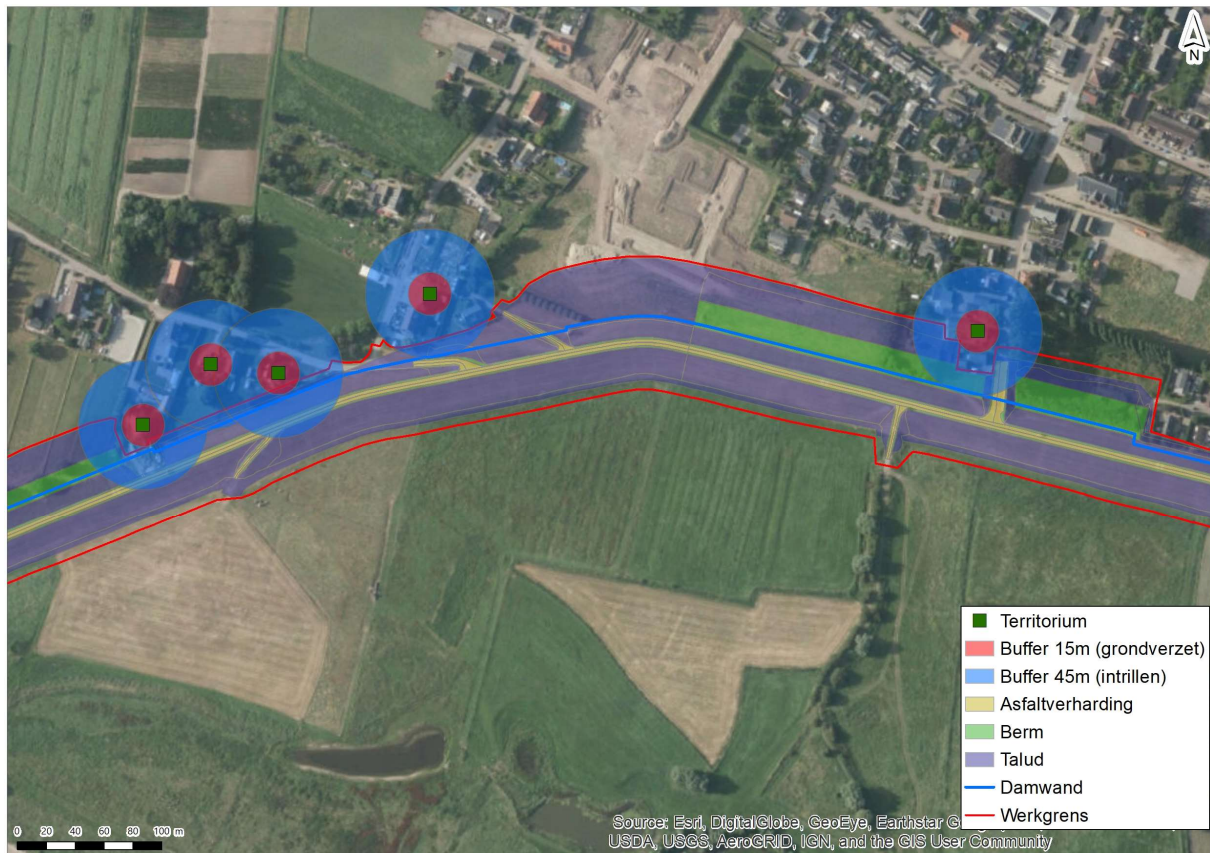 N
Territorium
Buffer 15m (grondverzet)
Buffer 45m (intrillen)
Asfaltverharding
Berm
Talud
Damwand
Werkgrens
0 20 40 60 80 100 m
Source: Esri, DigitalGlobe, GeoEye, Earthstar
USDA, USGS, AeroGRID, IGN, and the GIS User Community